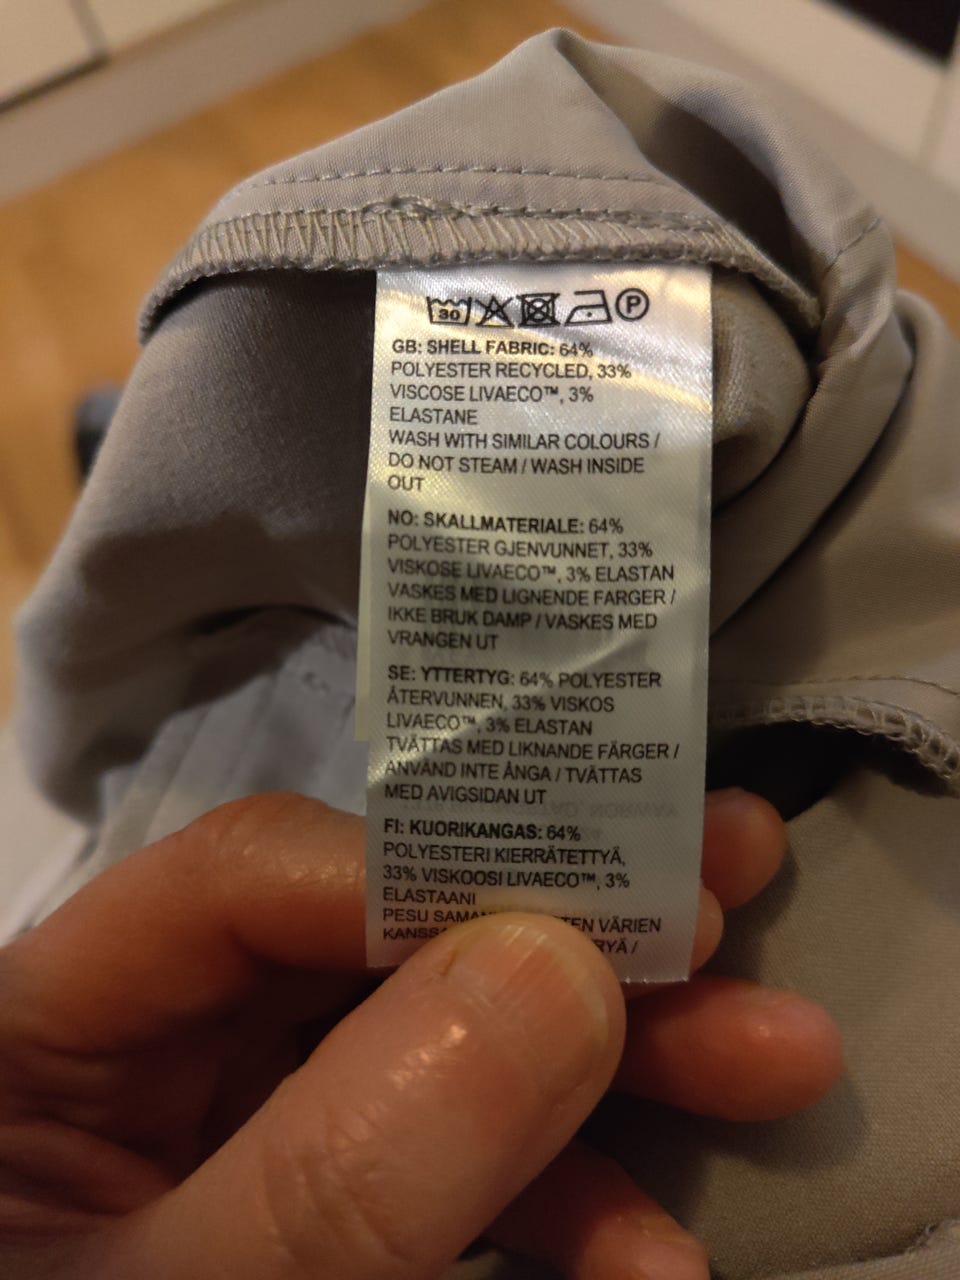 30 P
GB: SHELL FABRIC: 64%
POLYESTER RECYCLED, 33%
VISCOSE LIVAECO™, 3%
ELASTANE
WASH WITH SIMILAR COLOURS /
DO NOT STEAM / WASH INSIDE
OUT
NO: SKALLMATERIALE: 64%
POLYESTER GJENVUNNET, 33%
VISKOSE LIVAECO™, 3% ELASTAN
VASKES MED LIGNENDE FARGER /
IKKE BRUK DAMP / VASKES MED
VRANGEN UT
SE: YTTERTYG: 64% POLYESTER
ÅTERVUNNEN, 33% VISKOS
LIVAECO™, 3% ELASTAN
TVÄTTAS MED LIKNANDE FÄRGER /
ANVÄND INTE ÅNGA / TVÄTTAS
MED AVIGSIDAN UT
FI: KUORIKANGAS: 64%
POLYESTERI KIERRÄTETTYÄ,
33% VISKOOSI LIVAECO™, 3%
ELASTAANI
PESU VÄRIEN
/